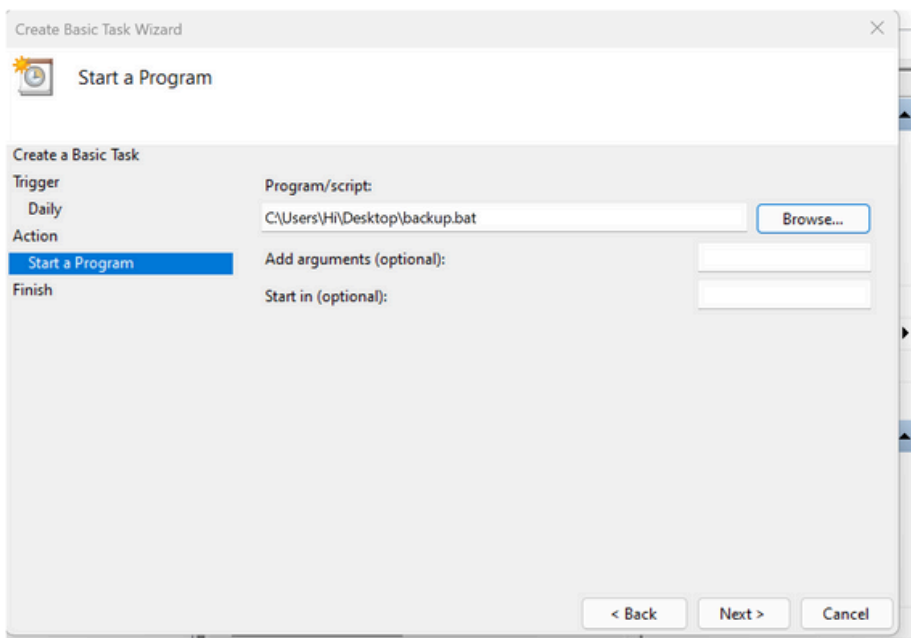 Create Basic Task Wizard
Start a Program
Create a Basic Task
Trigger
Daily
Action
Start a Program
Finish
Program/script:
C:\Users\Hi\Desktop\backup.bat
Browse...
Add arguments (optional):
Start in (optional):
< Back
Next >
Cancel